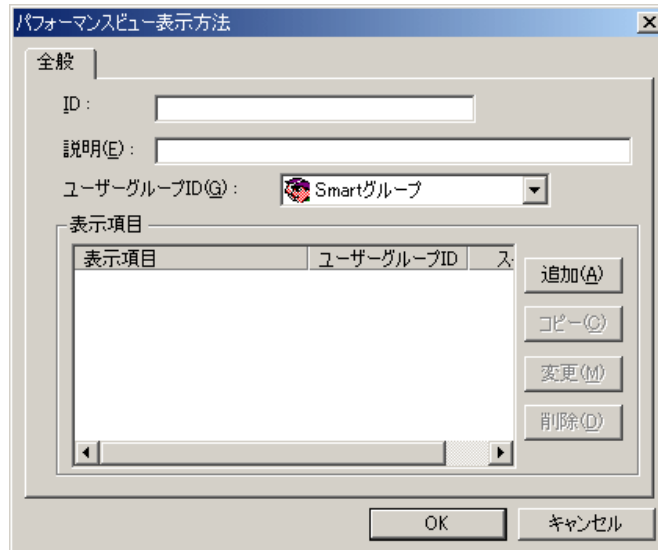 パフォーマンスビュー表示方法
全般
ID :
説明(E) :
ユーザーグループID(G) : Smartグループ
表示項目
表示項目 ユーザーグループID ス
追加(A)
コピー(C)
変更(M)
削除(D)
OK キャンセル